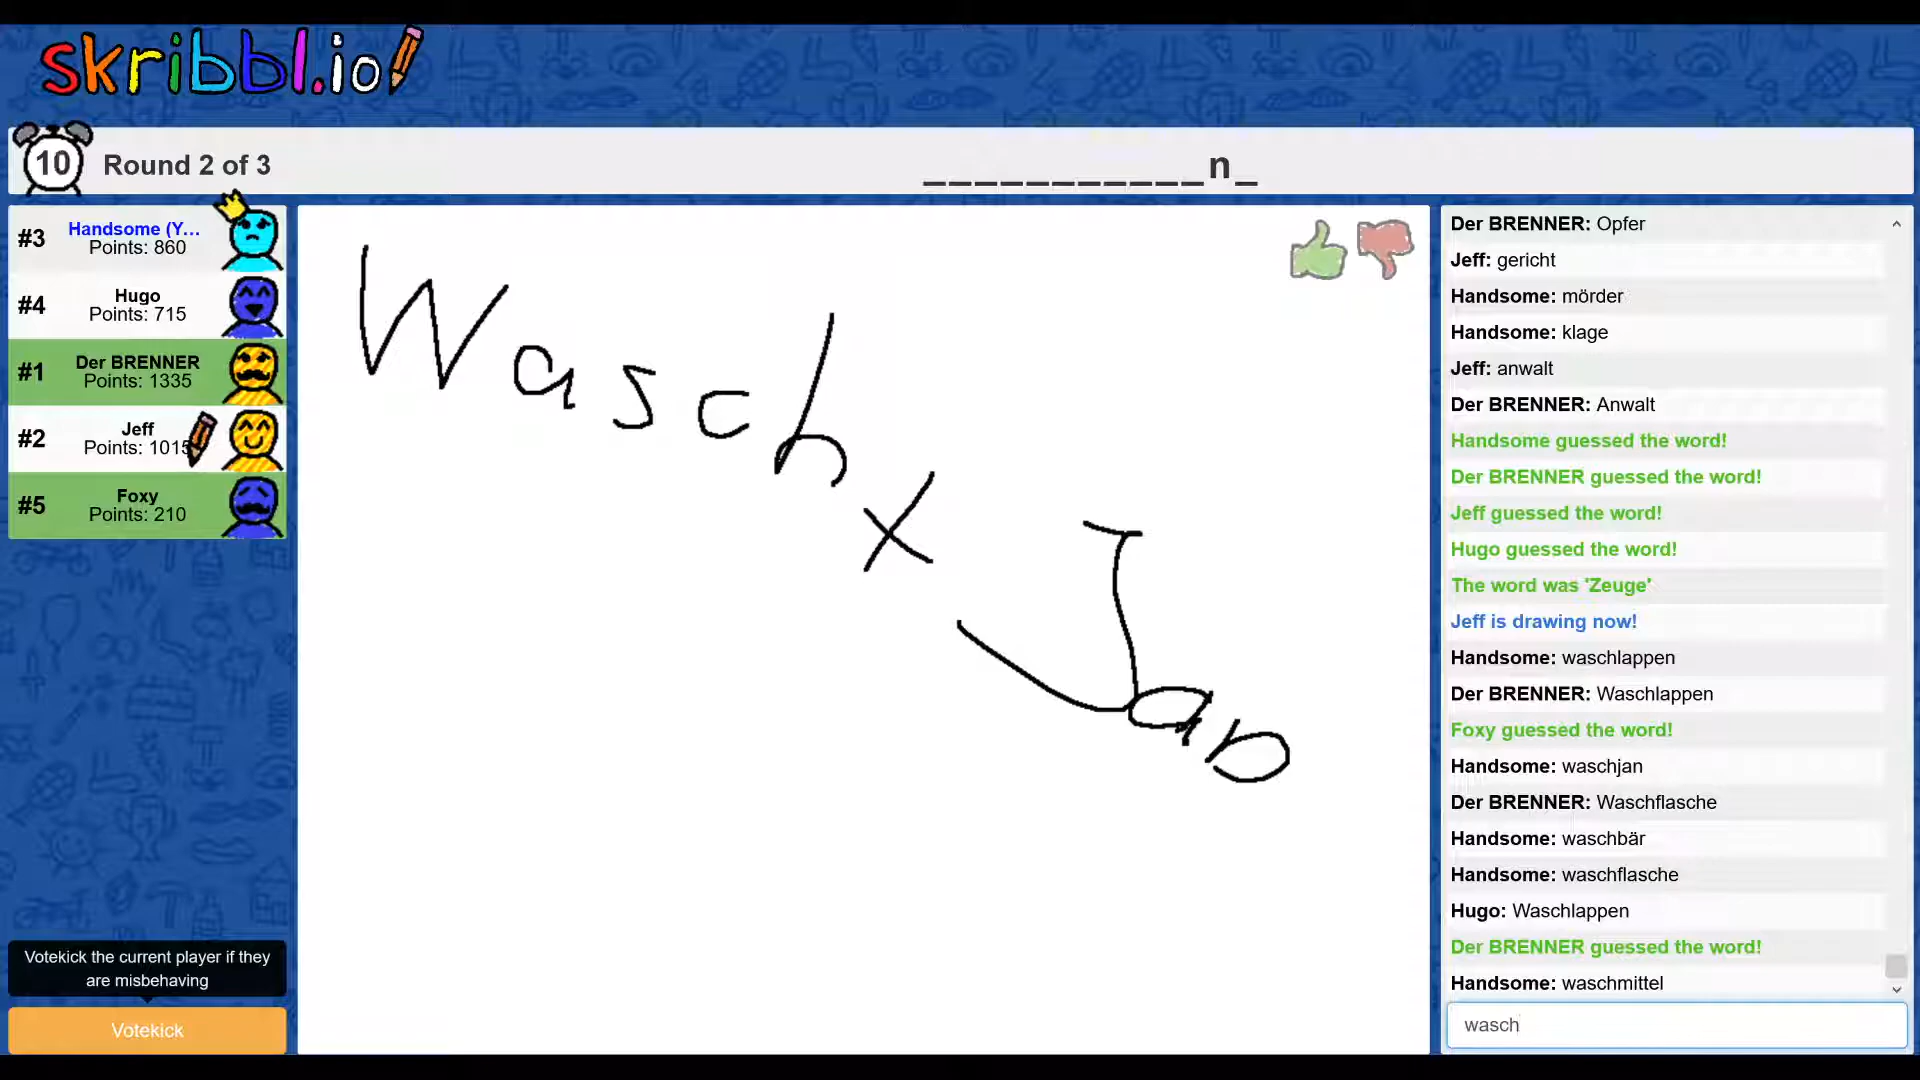 skribbl.io
10
Round 2 of 3
___________n_
#3
Handsome (Y...
Points: 860
#4
Hugo
Points: 715
#1
Der BRENNER
Points: 1335
#2
Jeff
Points: 1015
#5
Foxy
Points: 210
Votekick the current player if they
are misbehaving
Votekick
Wasch x Jan
Der BRENNER: Opfer
Jeff: gericht
Handsome: mörder
Handsome: klage
Jeff: anwalt
Der BRENNER: Anwalt
Handsome guessed the word!
Der BRENNER guessed the word!
Jeff guessed the word!
Hugo guessed the word!
The word was 'Zeuge'
Jeff is drawing now!
Handsome: waschlappen
Der BRENNER: Waschlappen
Foxy guessed the word!
Handsome: waschjan
Der BRENNER: Waschflasche
Handsome: waschbär
Handsome: waschflasche
Hugo: Waschlappen
Der BRENNER guessed the word!
Handsome: waschmittel
wasch